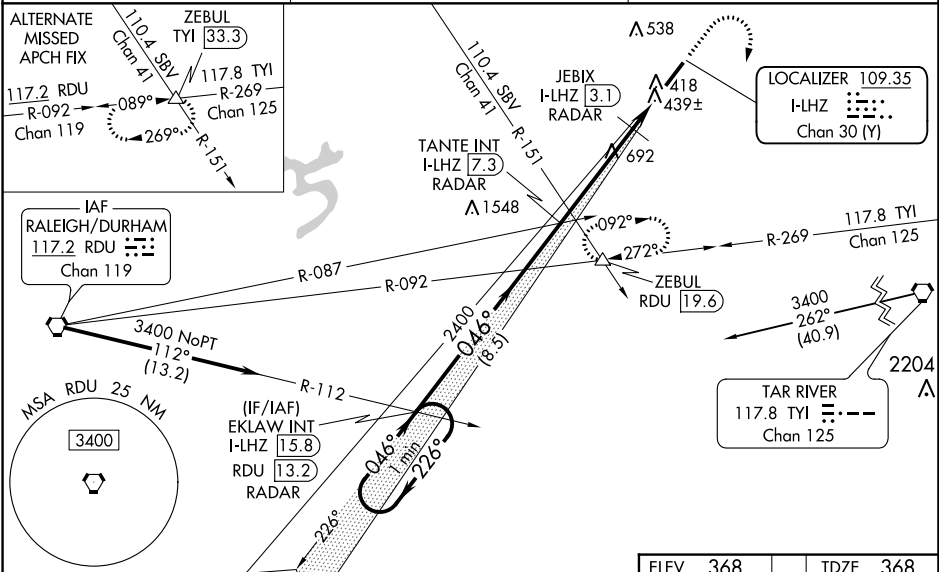 ALTERNATE
MISSED
APCH FIX
110.4 SBV
Chan 41
ZEBUL
TYI 33.3
117.2 RDU
R-092
Chan 119
089°
269°
117.8 TYI
R-269
Chan 125
R-151
110.4 SBV
Chan 41
R-151
538
JEBIX
I-LHZ 3.1
RADAR
418
439±
LOCALIZER 109.35
I-LHZ
Chan 30 (Y)
TANTE INT
I-LHZ 7.3
RADAR
692
1548
IAF
RALEIGH/DURHAM
117.2 RDU
Chan 119
R-087
R-092
092°
272°
R-269
117.8 TYI
Chan 125
ZEBUL
RDU 19.6
3400 NoPT
112°
(13.2)
R-112
2400
046°
(8.5)
3400
262°
(40.9)
2204
TAR RIVER
117.8 TYI
Chan 125
MSA RDU 25 NM
3400
(IF/IAF)
EKLAW INT
I-LHZ 15.8
RDU 13.2
RADAR
046°
1 min
226°
226°
ELEV 368
TDZE 368